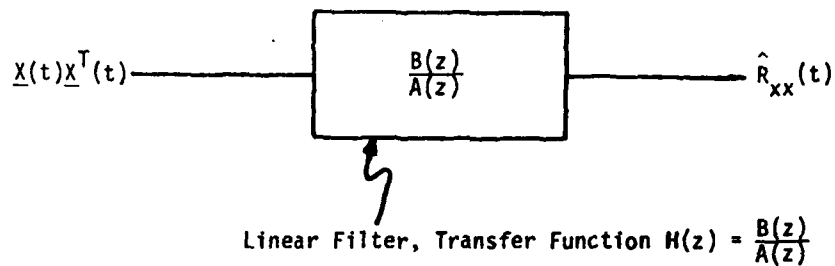 X(t)X^T(t) B(z)/A(z) R̂_xx(t)
Linear Filter, Transfer Function H(z) = B(z)/A(z)